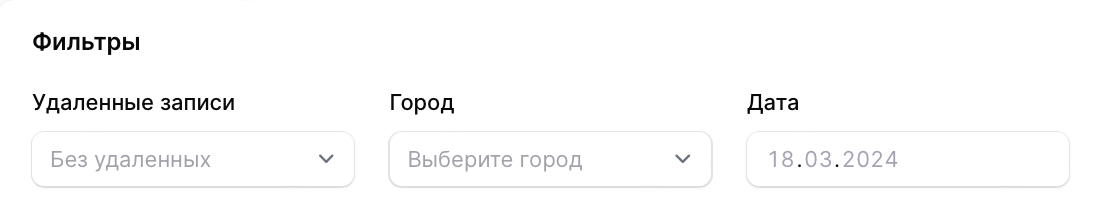 Фильтры
Удаленные записи
Город
Дата
Без удаленных
Выберите город
18.03.2024